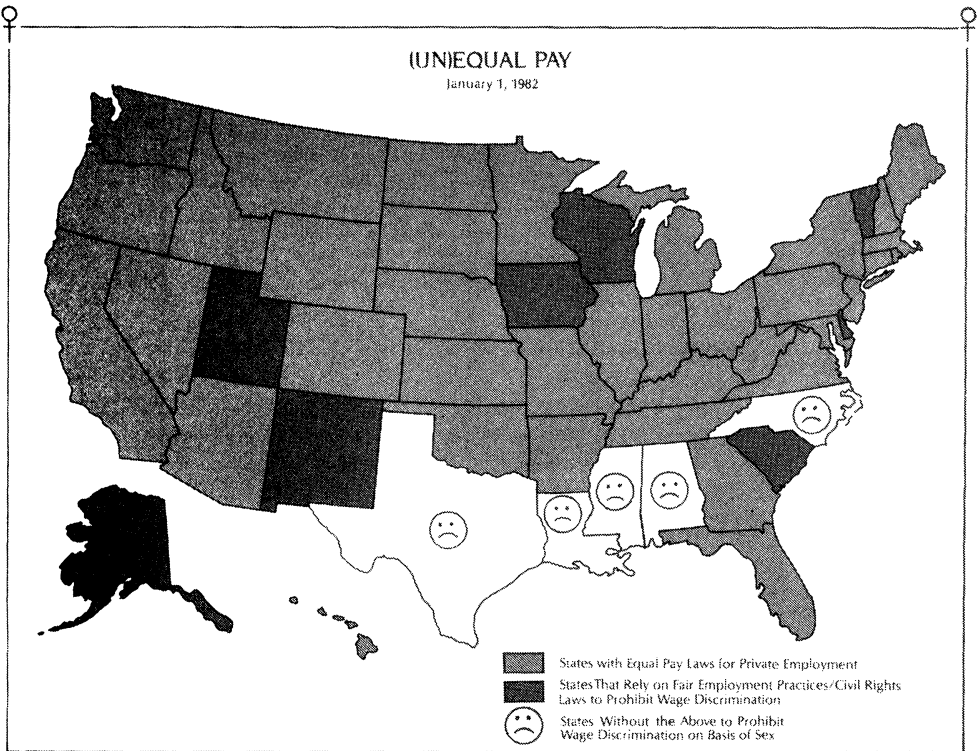 (UN)EQUAL PAY
January 1, 1982
States with Equal Pay Laws for Private Employment
States That Rely on Fair Employment Practices/Civil Rights
Laws to Prohibit Wage Discrimination
States Without the Above to Prohibit
Wage Discrimination on Basis of Sex